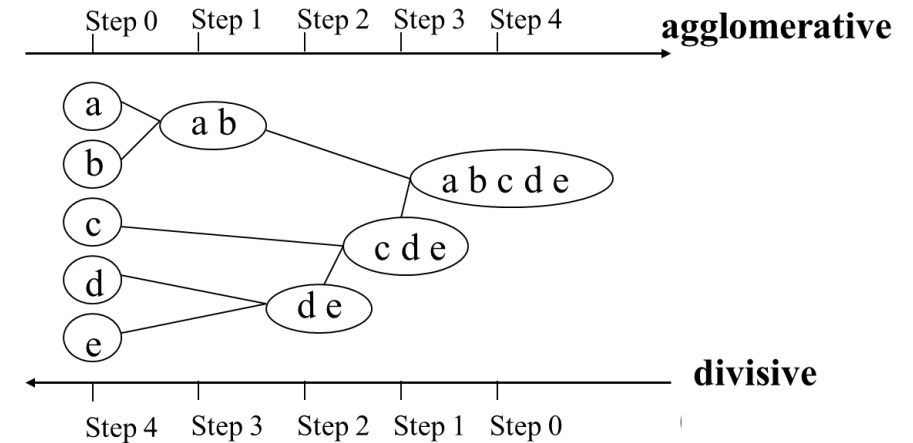 Step 0 Step 1 Step 2 Step 3 Step 4
agglomerative
a
a b
b
a b c d e
c
c d e
d
d e
e
divisive
Step 4 Step 3 Step 2 Step 1 Step 0